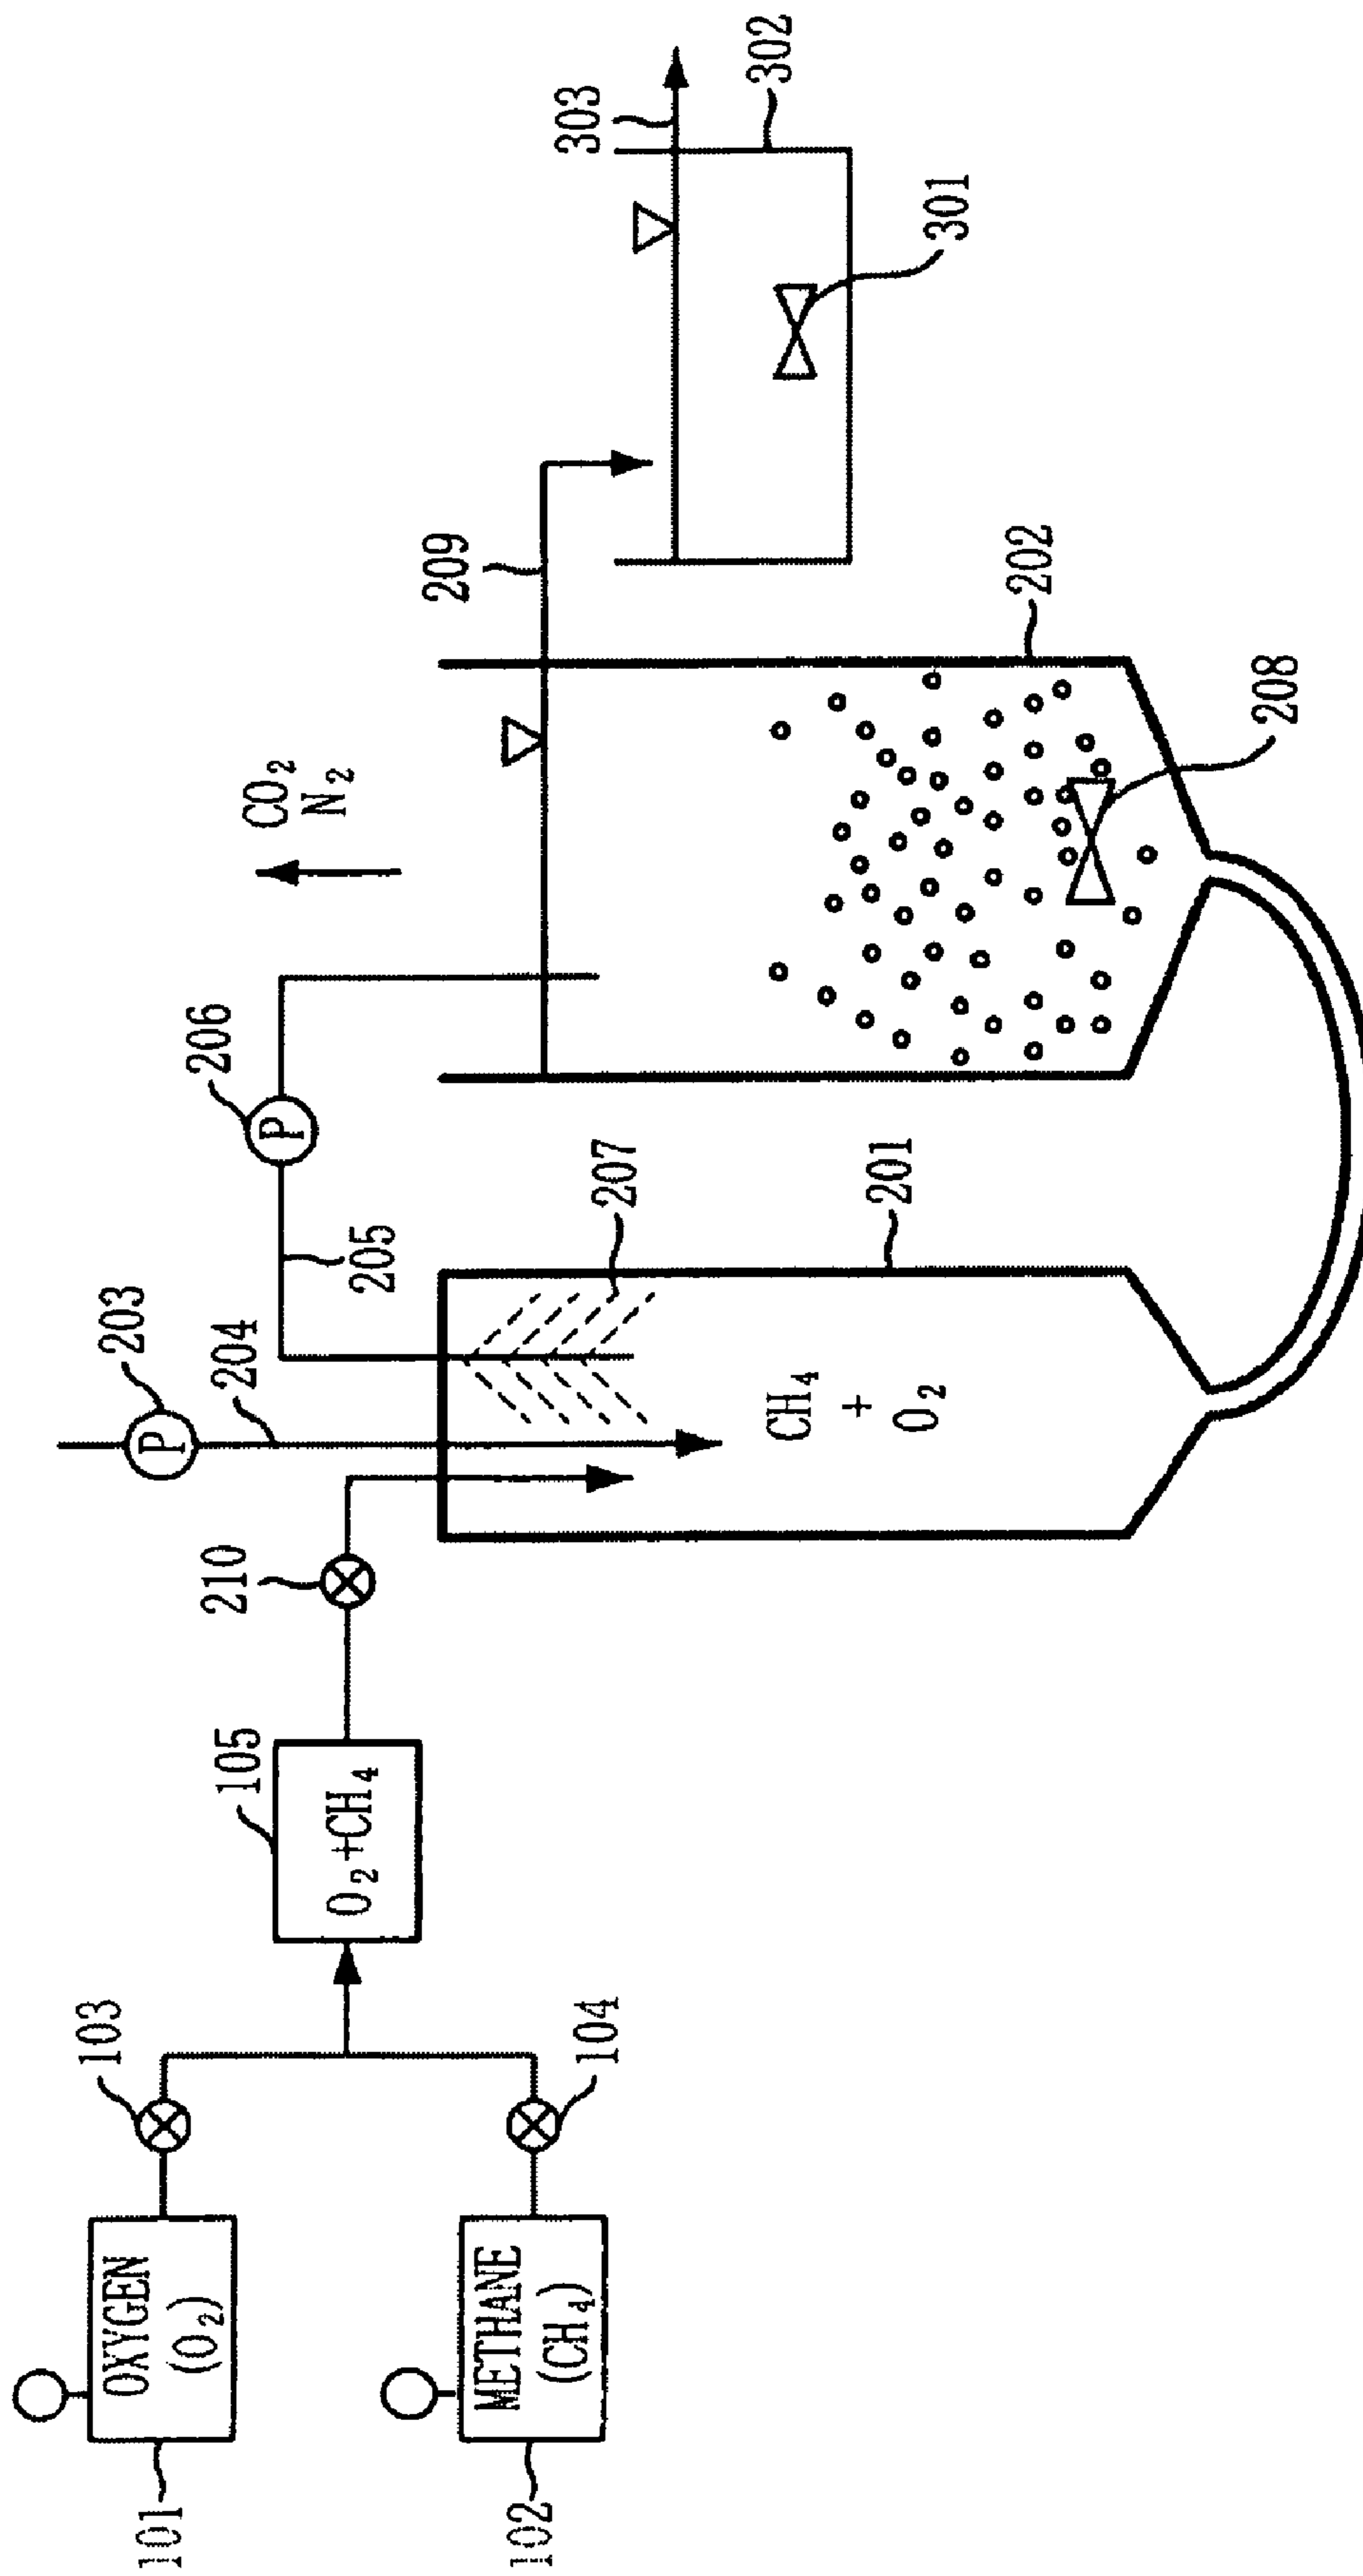 101
OXYGEN
(O₂)
103
102
METHANE
(CH₄)
104
105
O₂+CH₄
210
P
203
204
205
P
206
207
CH₄
+
O₂
201
CO₂
N₂
209
202
208
303
302
301